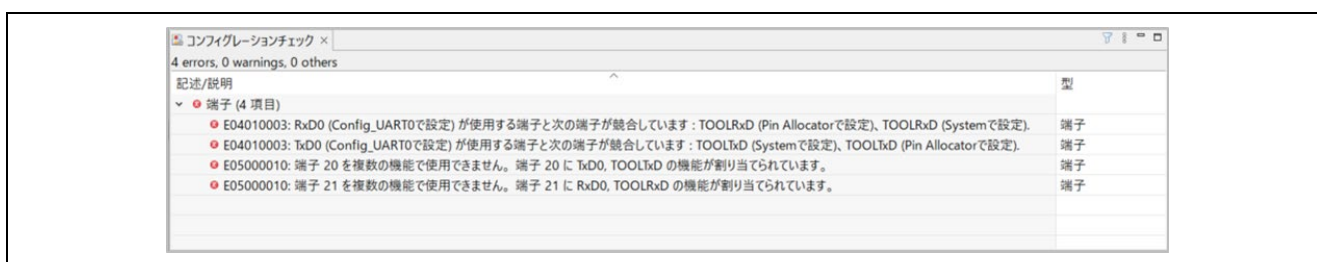 コンフィグレーションチェック ×
4 errors, 0 warnings, 0 others
記述/説明 型
端子 (4 項目)
E04010003: RxD0 (Config_UART0で設定) が使用する端子と次の端子が競合しています : TOOLRxD (Pin Allocatorで設定)、TOOLRxD (Systemで設定). 端子
E04010003: TxD0 (Config_UART0で設定) が使用する端子と次の端子が競合しています : TOOLTxD (Systemで設定)、TOOLTxD (Pin Allocatorで設定). 端子
E05000010: 端子 20 を複数の機能で使用できません。端子 20 に TxD0, TOOLTxD の機能が割り当てられています。 端子
E05000010: 端子 21 を複数の機能で使用できません。端子 21 に RxD0, TOOLRxD の機能が割り当てられています。 端子